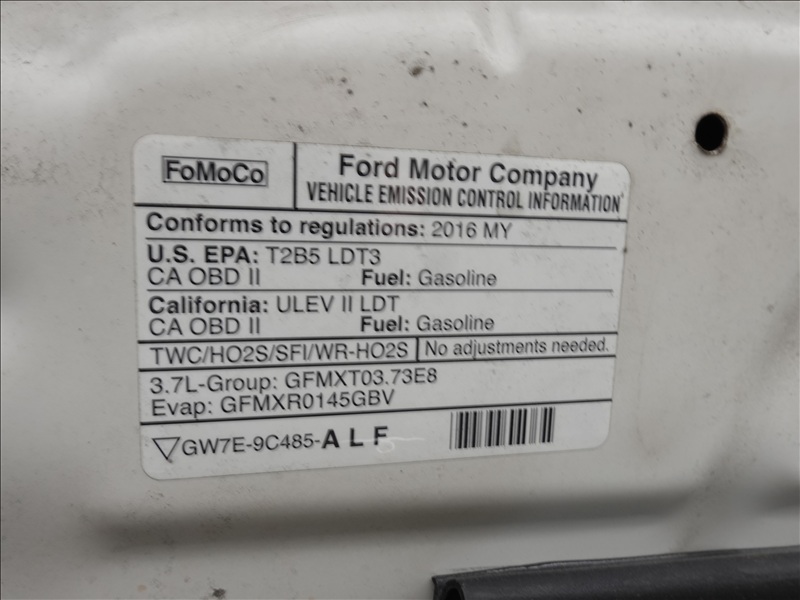 FoMoCo
Ford Motor Company
VEHICLE EMISSION CONTROL INFORMATION
Conforms to regulations: 2016 MY
U.S. EPA: T2B5 LDT3
CA OBD II Fuel: Gasoline
California: ULEV II LDT
CA OBD II Fuel: Gasoline
TWC/HO2S/SFI/WR-HO2S No adjustments needed.
3.7L-Group: GFMXT03.73E8
Evap: GFMXR0145GBV
GW7E-9C485-ALF